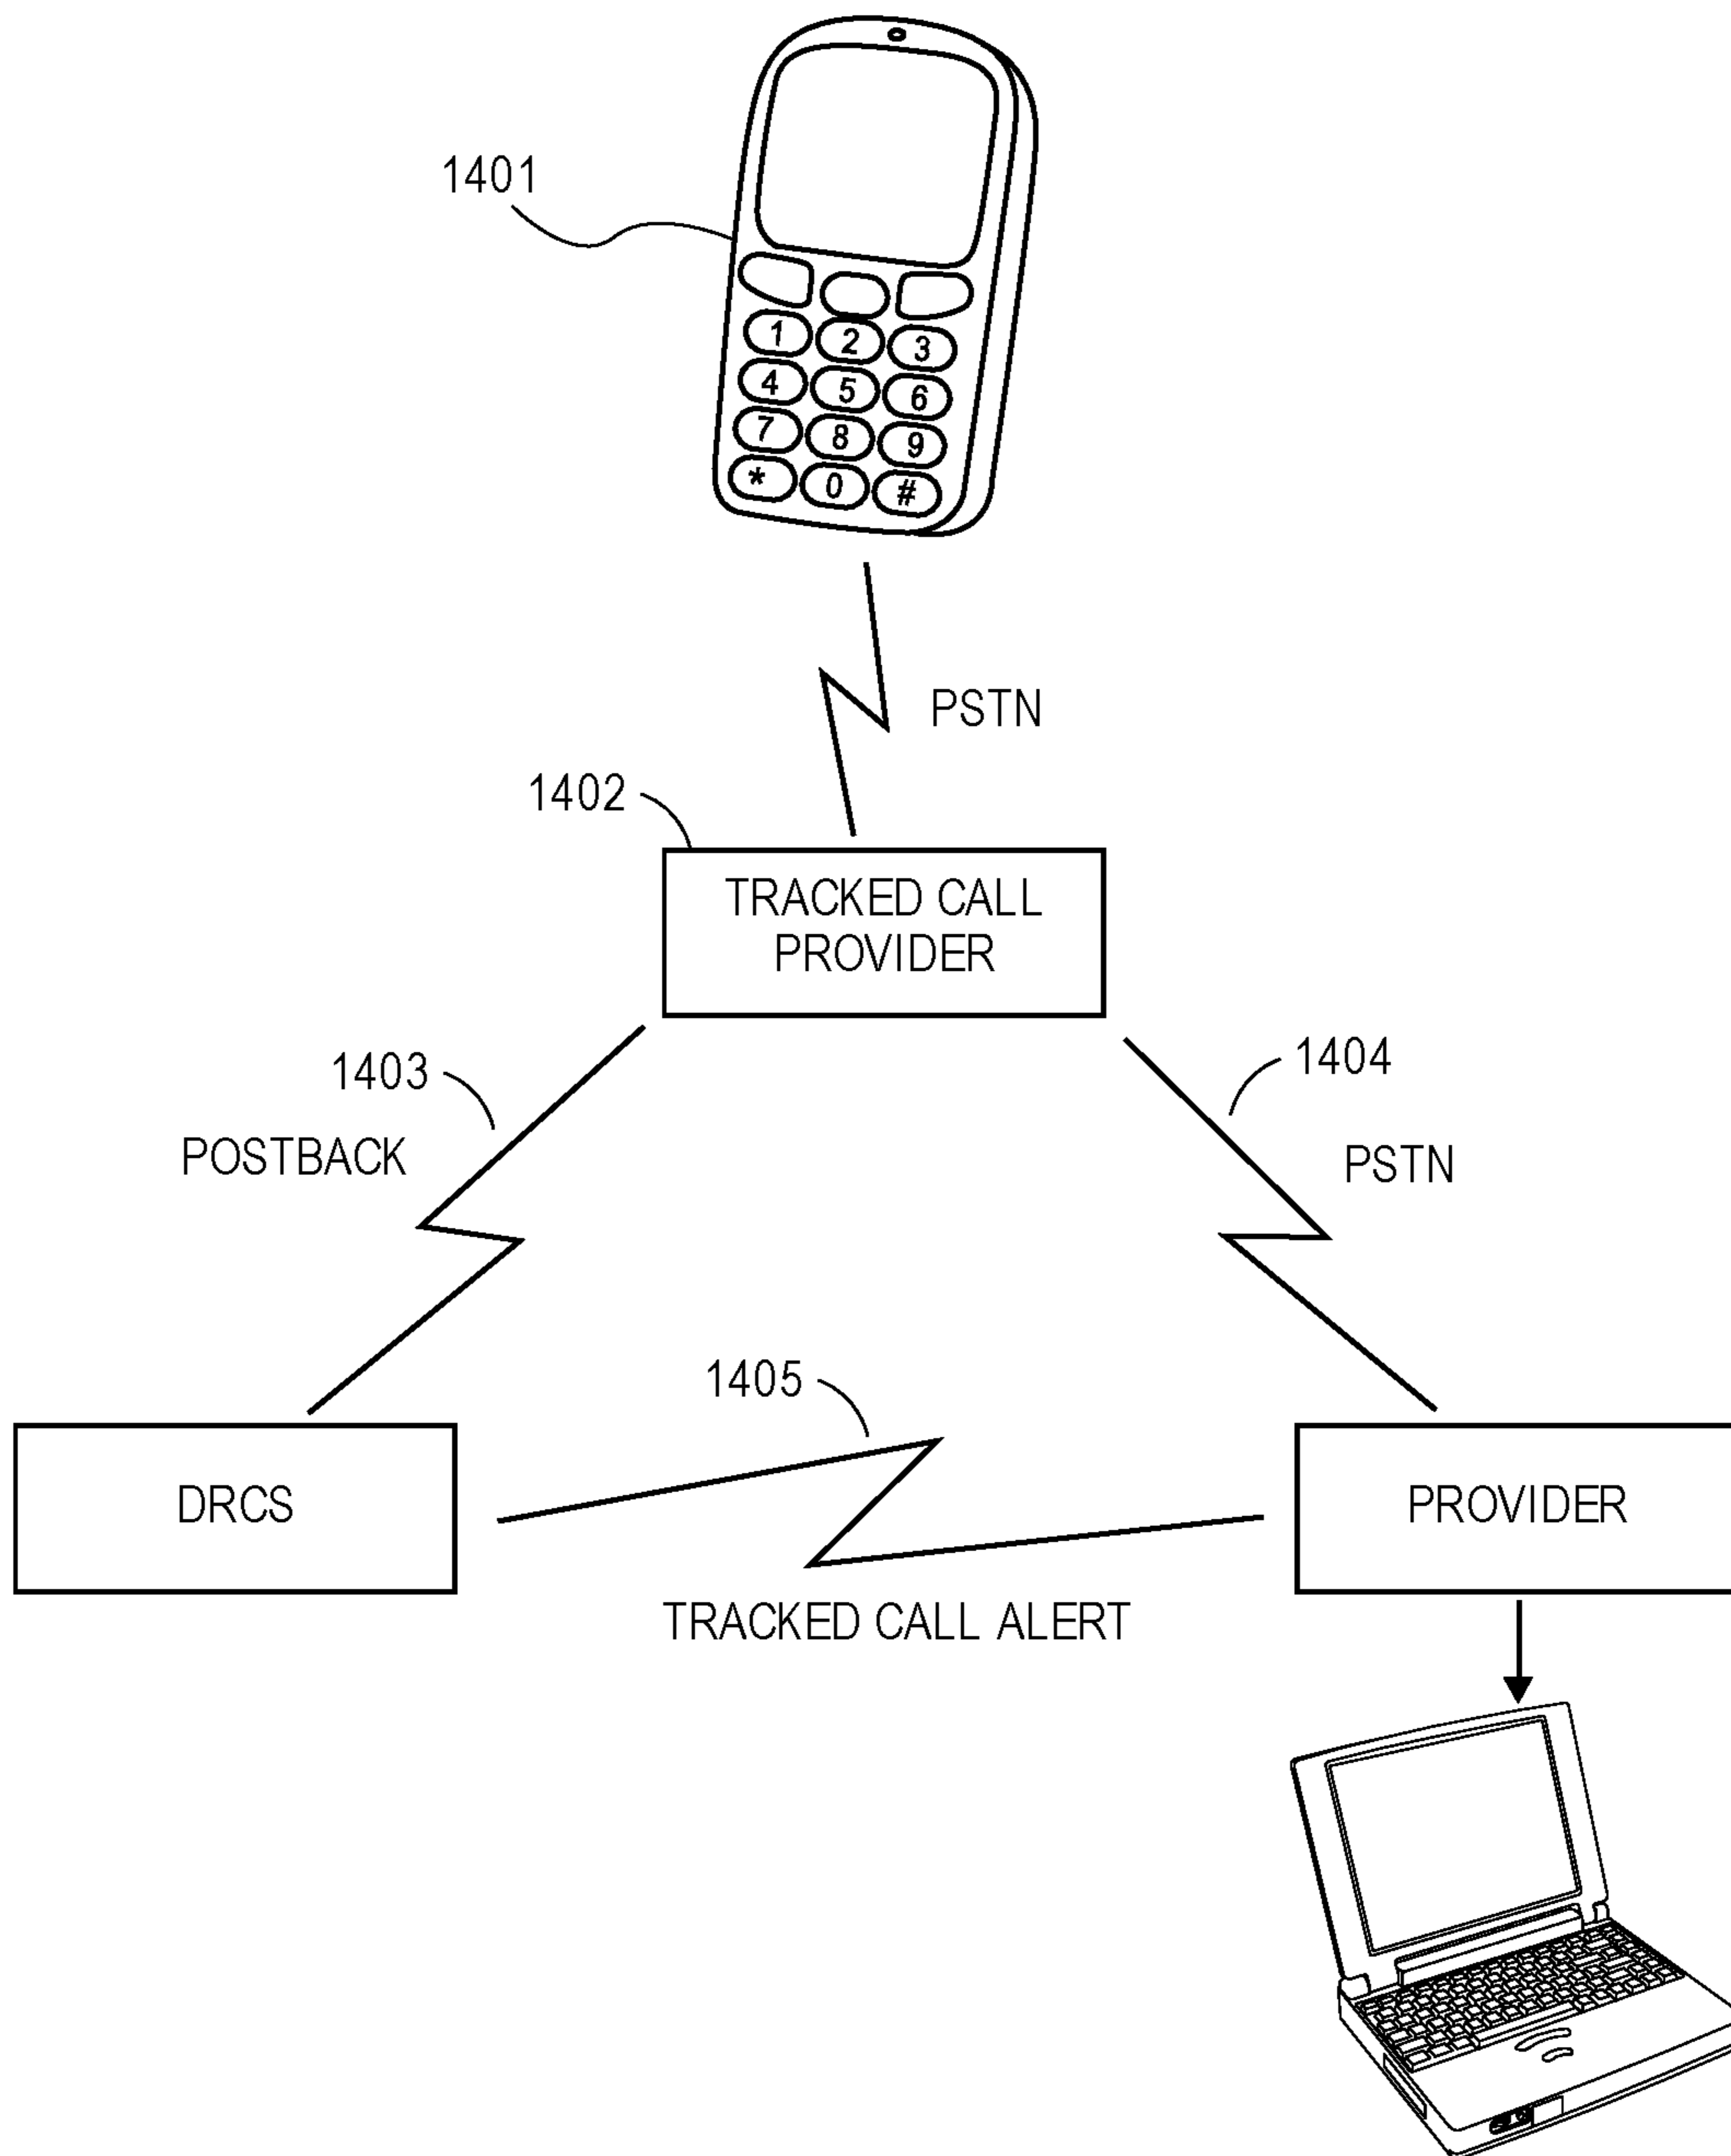 1401
1 2 3
4 5 6
7 8 9
* 0 #
PSTN
1402
TRACKED CALL
PROVIDER
1403
1404
POSTBACK
PSTN
1405
DRCS
PROVIDER
TRACKED CALL ALERT